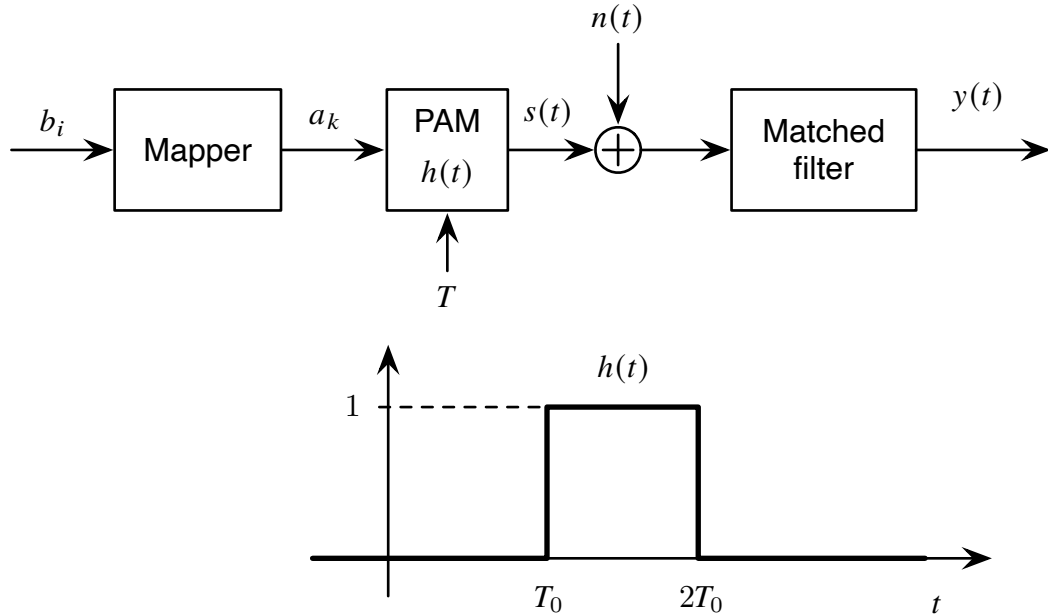 n(t)
b_i
Mapper
a_k
PAM
h(t)
s(t)
+
Matched
filter
y(t)
T
h(t)
1
T_0
2T_0
t